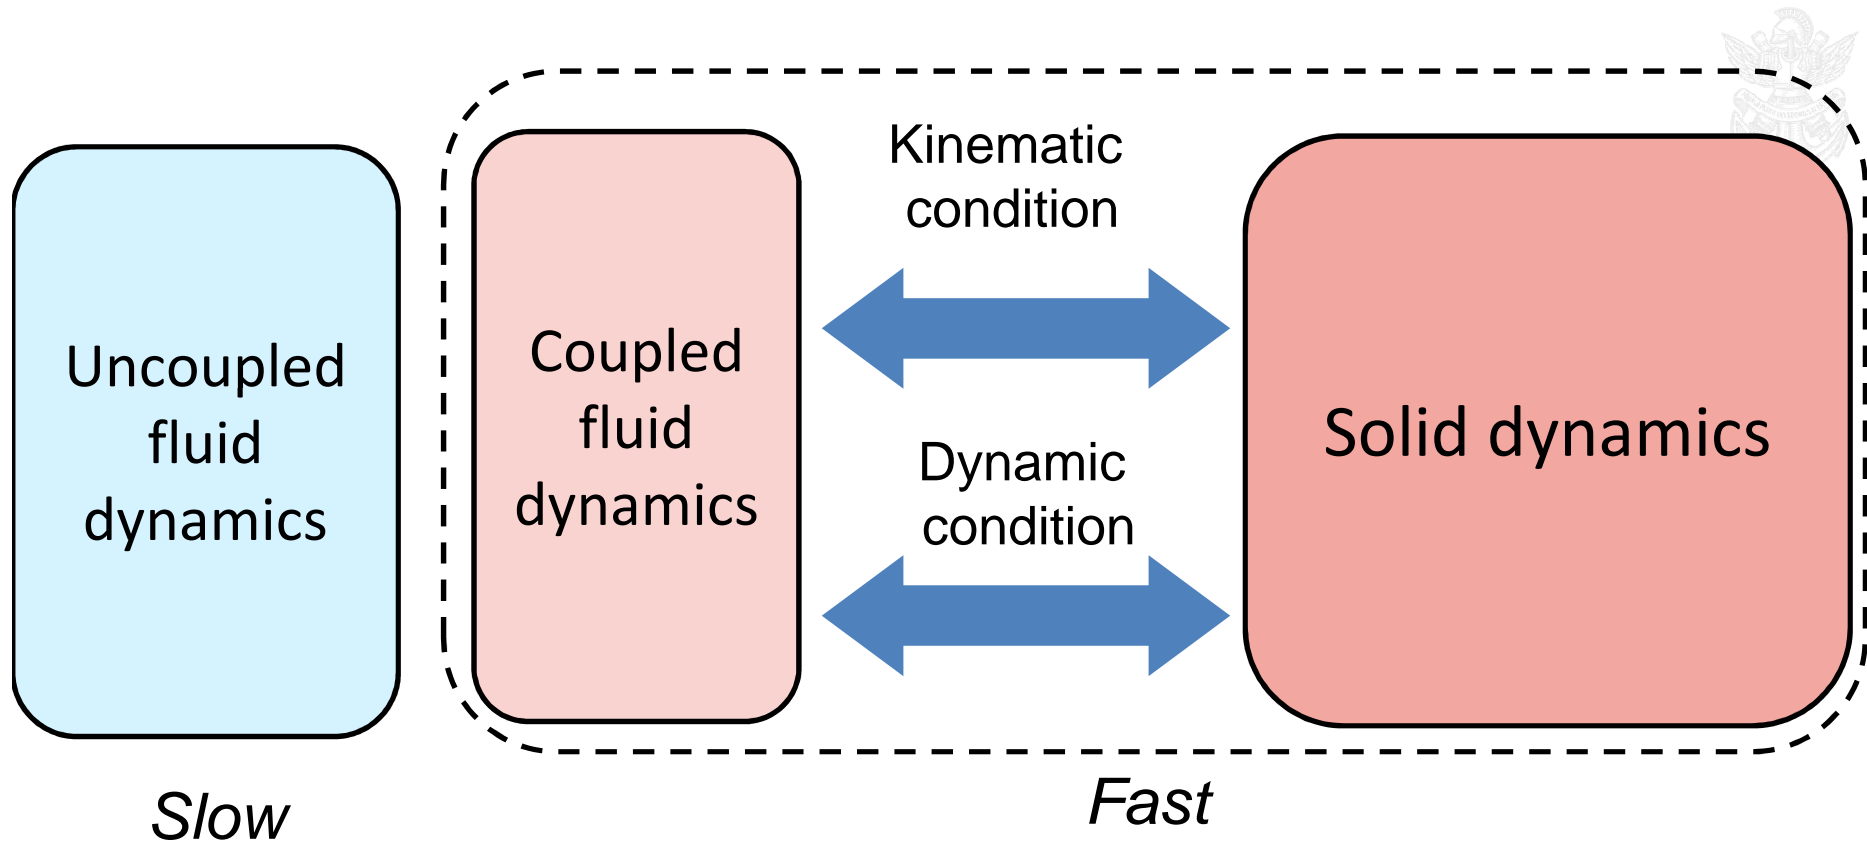 Uncoupled
fluid
dynamics
Slow
Coupled
fluid
dynamics
Kinematic
condition
Dynamic
condition
Solid dynamics
Fast